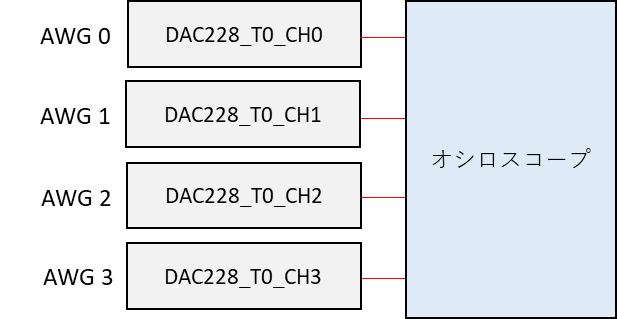 AWG 0 DAC228_T0_CH0
AWG 1 DAC228_T0_CH1
オシロスコープ
AWG 2 DAC228_T0_CH2
AWG 3 DAC228_T0_CH3